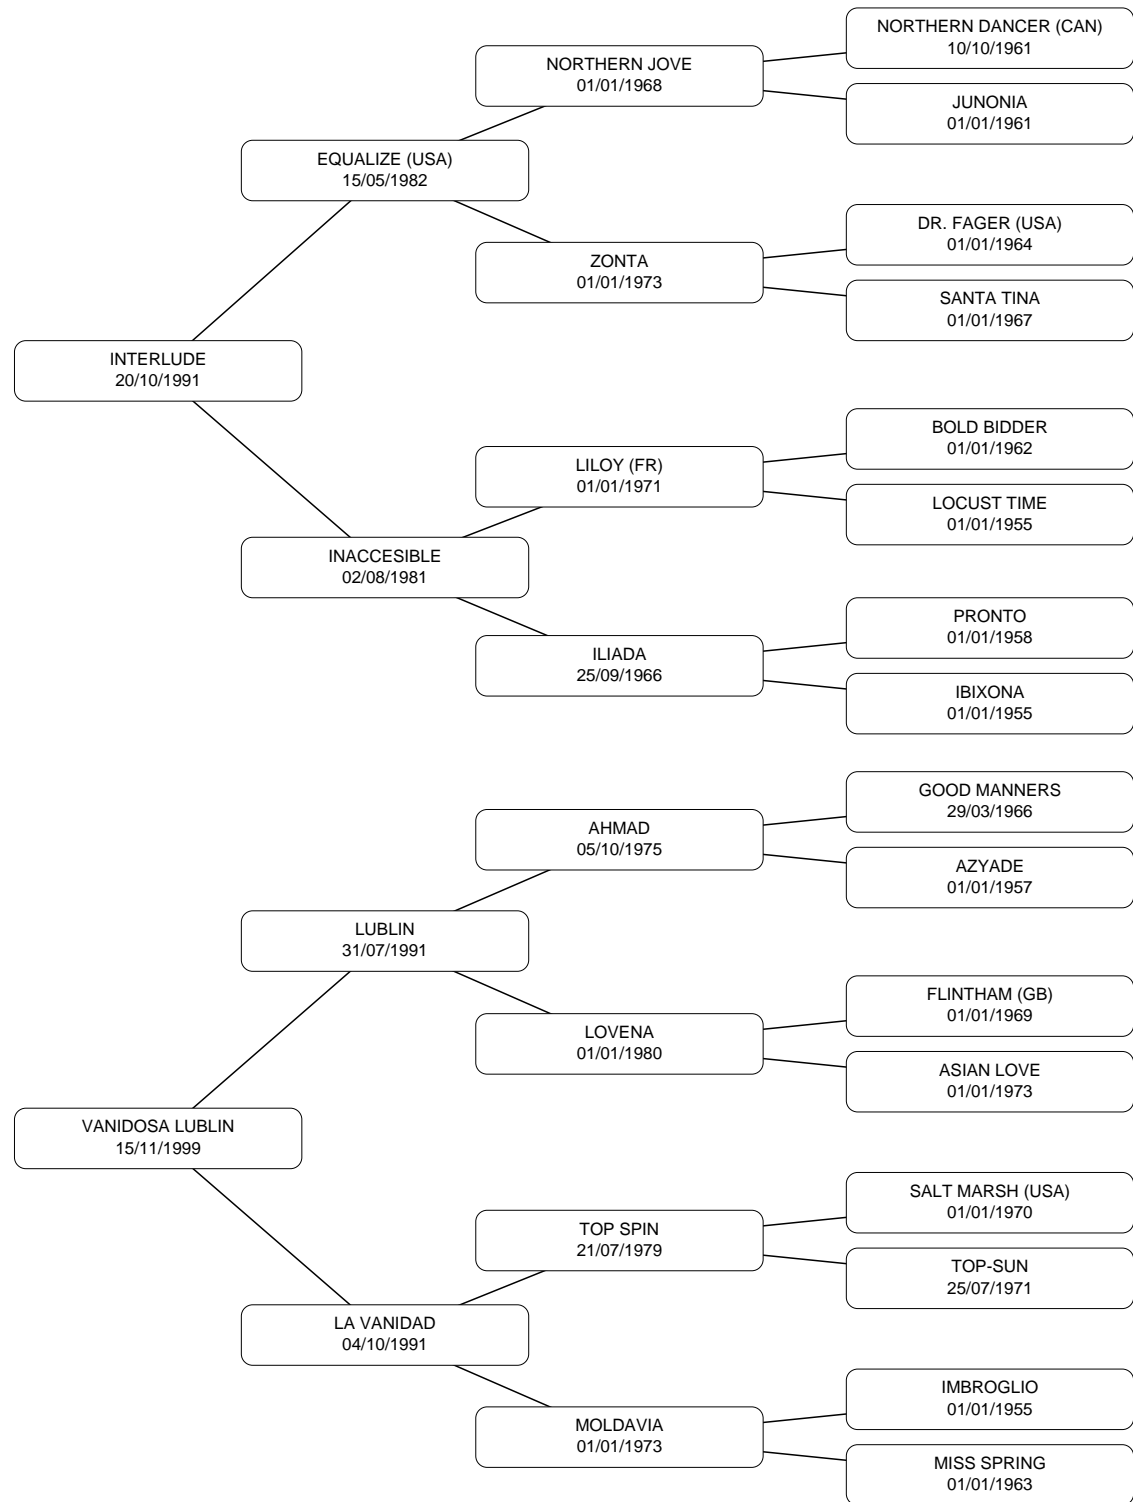 NORTHERN DANCER (CAN)
10/10/1961
NORTHERN JOVE
01/01/1968
JUNONIA
01/01/1961
EQUALIZE (USA)
15/05/1982
DR. FAGER (USA)
01/01/1964
ZONTA
01/01/1973
SANTA TINA
01/01/1967
INTERLUDE
20/10/1991
BOLD BIDDER
01/01/1962
LILOY (FR)
01/01/1971
LOCUST TIME
01/01/1955
INACCESIBLE
02/08/1981
PRONTO
01/01/1958
ILIADA
25/09/1966
IBIXONA
01/01/1955
GOOD MANNERS
29/03/1966
AHMAD
05/10/1975
AZYADE
01/01/1957
LUBLIN
31/07/1991
FLINTHAM (GB)
01/01/1969
LOVENA
01/01/1980
ASIAN LOVE
01/01/1973
VANIDOSA LUBLIN
15/11/1999
SALT MARSH (USA)
01/01/1970
TOP SPIN
21/07/1979
TOP-SUN
25/07/1971
LA VANIDAD
04/10/1991
IMBROGLIO
01/01/1955
MOLDAVIA
01/01/1973
MISS SPRING
01/01/1963